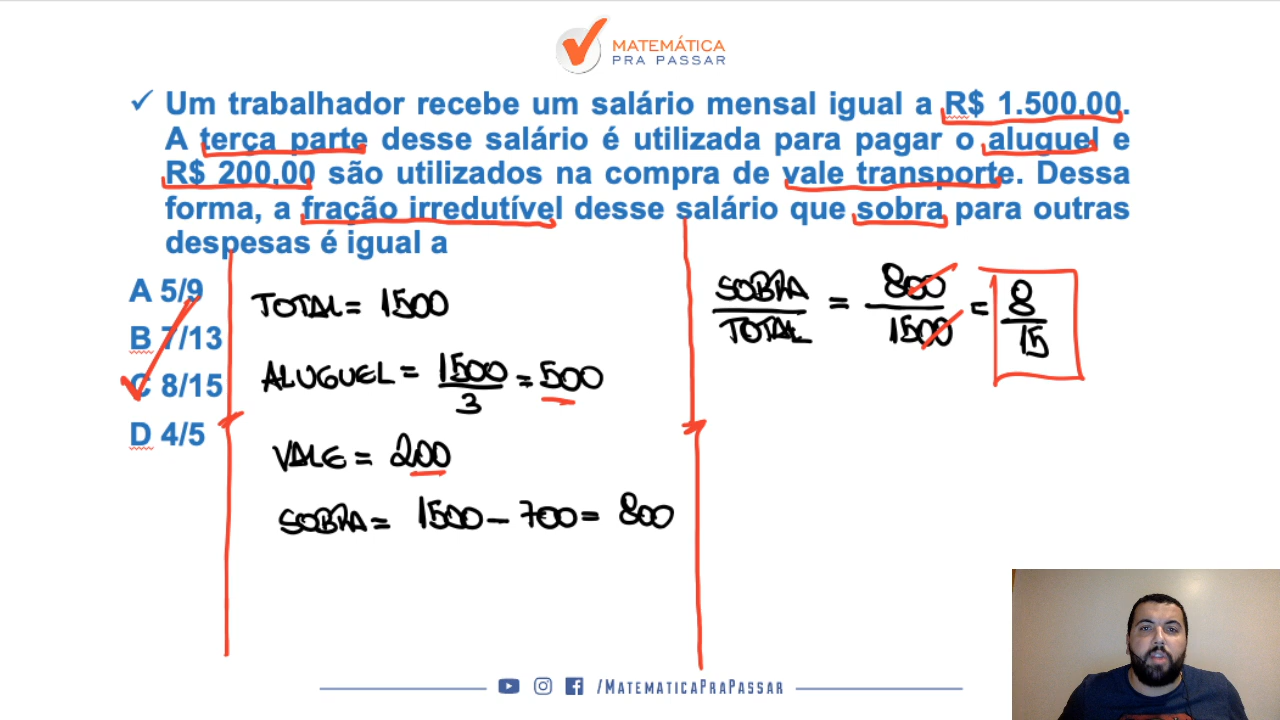 MATEMÁTICA
PRA PASSAR
✓ Um trabalhador recebe um salário mensal igual a R$ 1.500,00.
A terça parte desse salário é utilizada para pagar o aluguel e
R$ 200,00 são utilizados na compra de vale transporte. Dessa
forma, a fração irredutível desse salário que sobra para outras
despesas é igual a
A 5/9
B 7/13
C 8/15
D 4/5
TOTAL = 1500
ALUGUEL = 1500/3 = 500
VALE = 200
SOBRA = 1500 - 700 = 800
SOBRA/TOTAL = 800/1500 = 8/15
/MATEMATICAPRAPASSAR